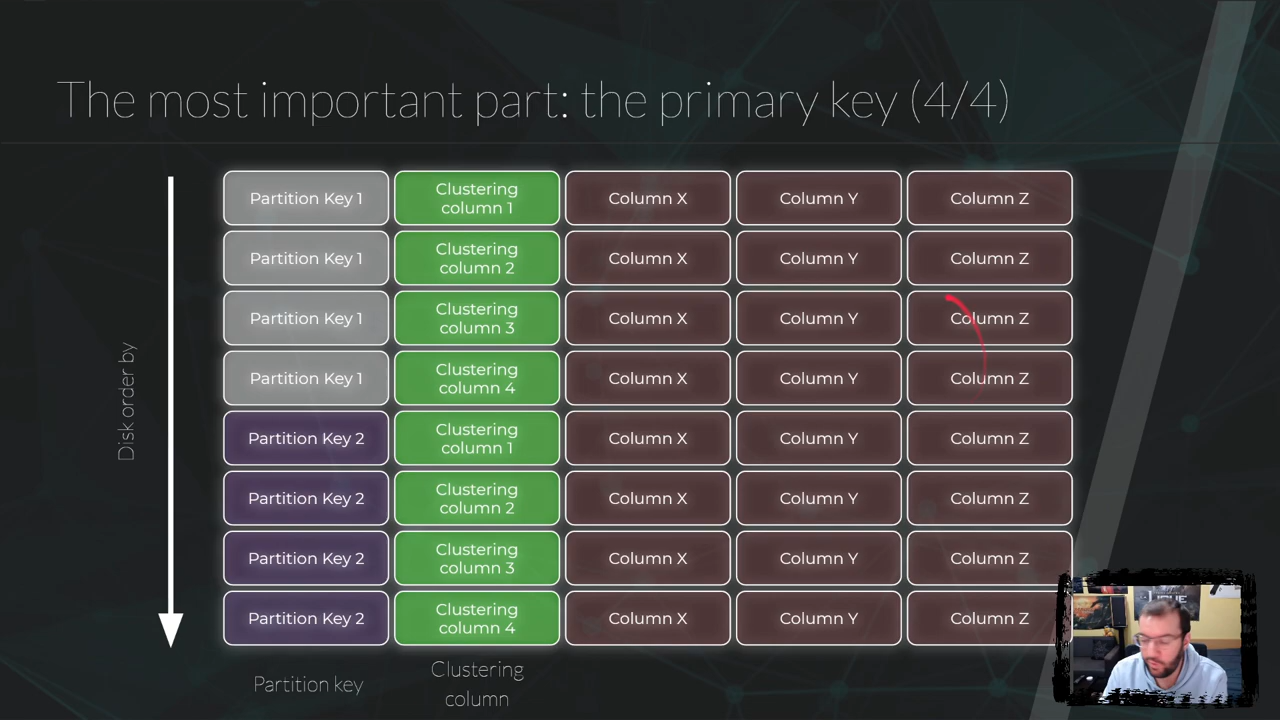 The most important part: the primary key (4/4)
Disk order by
Partition Key 1
Clustering
column 1
Column X
Column Y
Column Z
Partition Key 1
Clustering
column 2
Column X
Column Y
Column Z
Partition Key 1
Clustering
column 3
Column X
Column Y
Column Z
Partition Key 1
Clustering
column 4
Column X
Column Y
Column Z
Partition Key 2
Clustering
column 1
Column X
Column Y
Column Z
Partition Key 2
Clustering
column 2
Column X
Column Y
Column Z
Partition Key 2
Clustering
column 3
Column X
Column Y
Column Z
Partition Key 2
Clustering
column 4
Column X
Column Y
Column Z
Partition key
Clustering
column